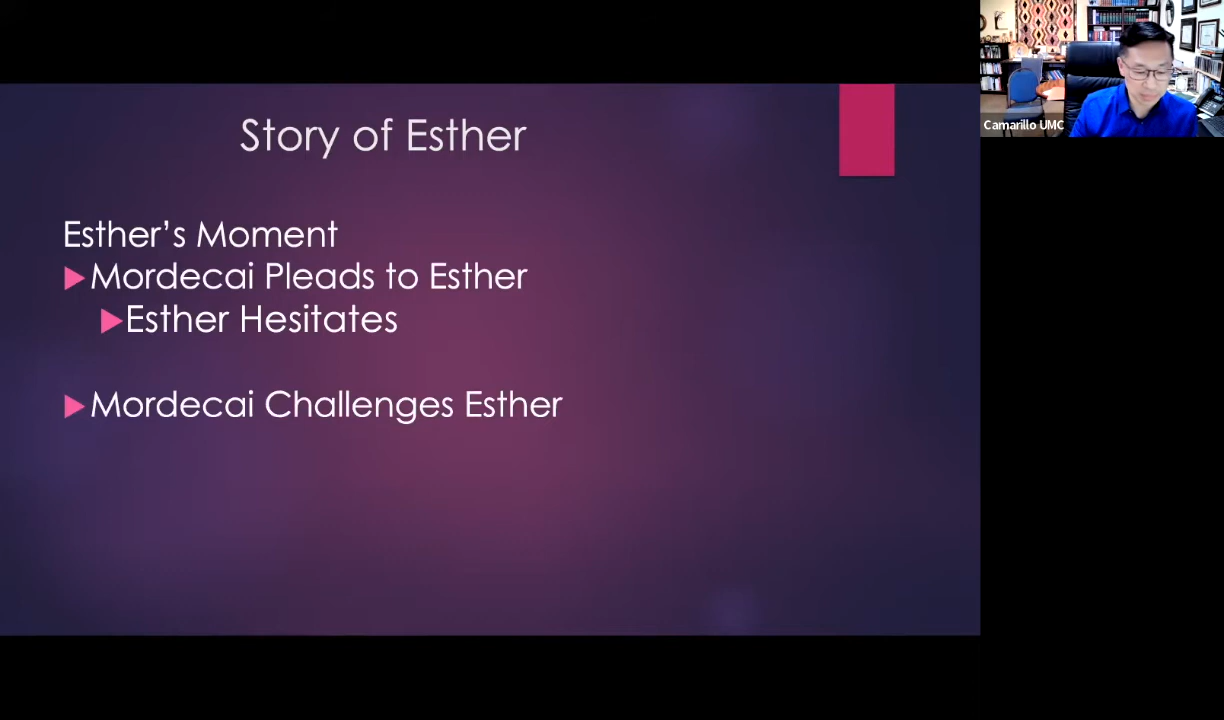 Story of Esther
Esther’s Moment
Mordecai Pleads to Esther
Esther Hesitates
Mordecai Challenges Esther
Camarillo UMC